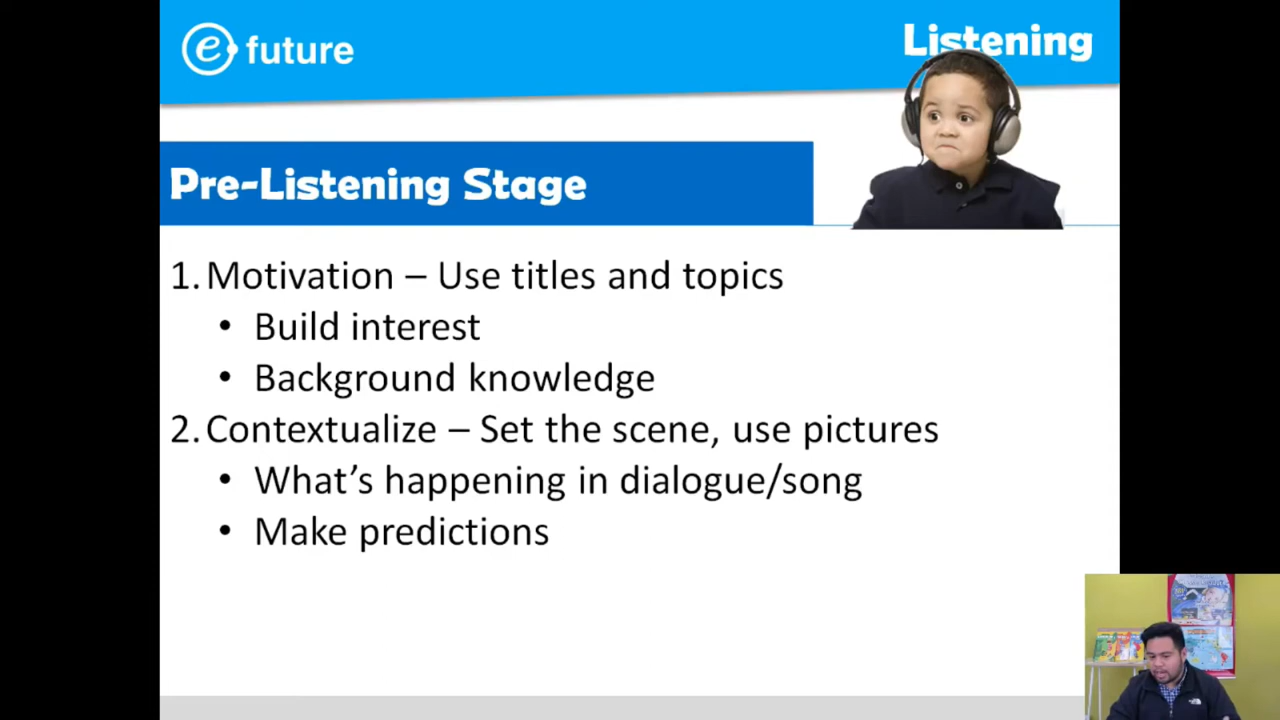 e future
Listening
Pre-Listening Stage
1. Motivation – Use titles and topics
• Build interest
• Background knowledge
2. Contextualize – Set the scene, use pictures
• What's happening in dialogue/song
• Make predictions